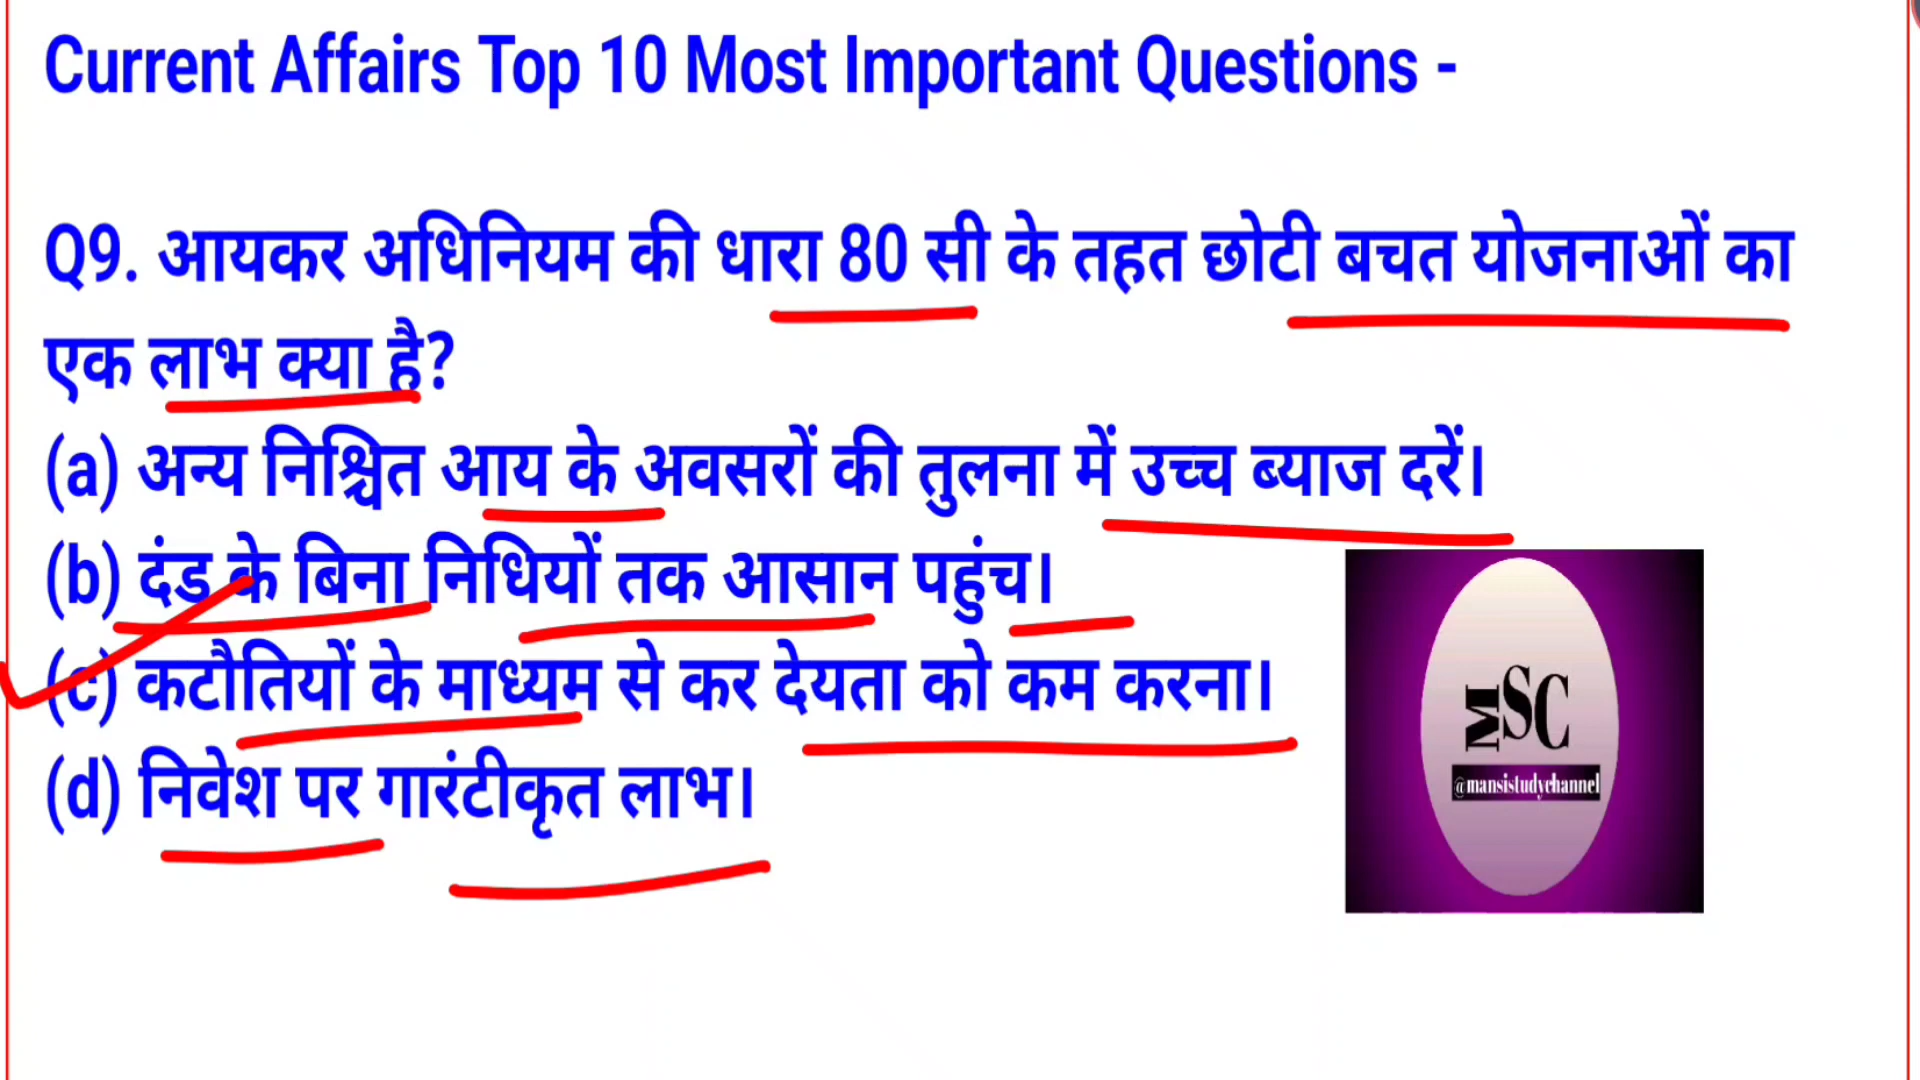 Current Affairs Top 10 Most Important Questions -
Q9. आयकर अधिनियम की धारा 80 सी के तहत छोटी बचत योजनाओं का
एक लाभ क्या है?
(a) अन्य निश्चित आय के अवसरों की तुलना में उच्च ब्याज दरें।
(b) दंड के बिना निधियों तक आसान पहुंच।
(c) कटौतियों के माध्यम से कर देयता को कम करना।
(d) निवेश पर गारंटीकृत लाभ।
MSC
@mansistudychannel